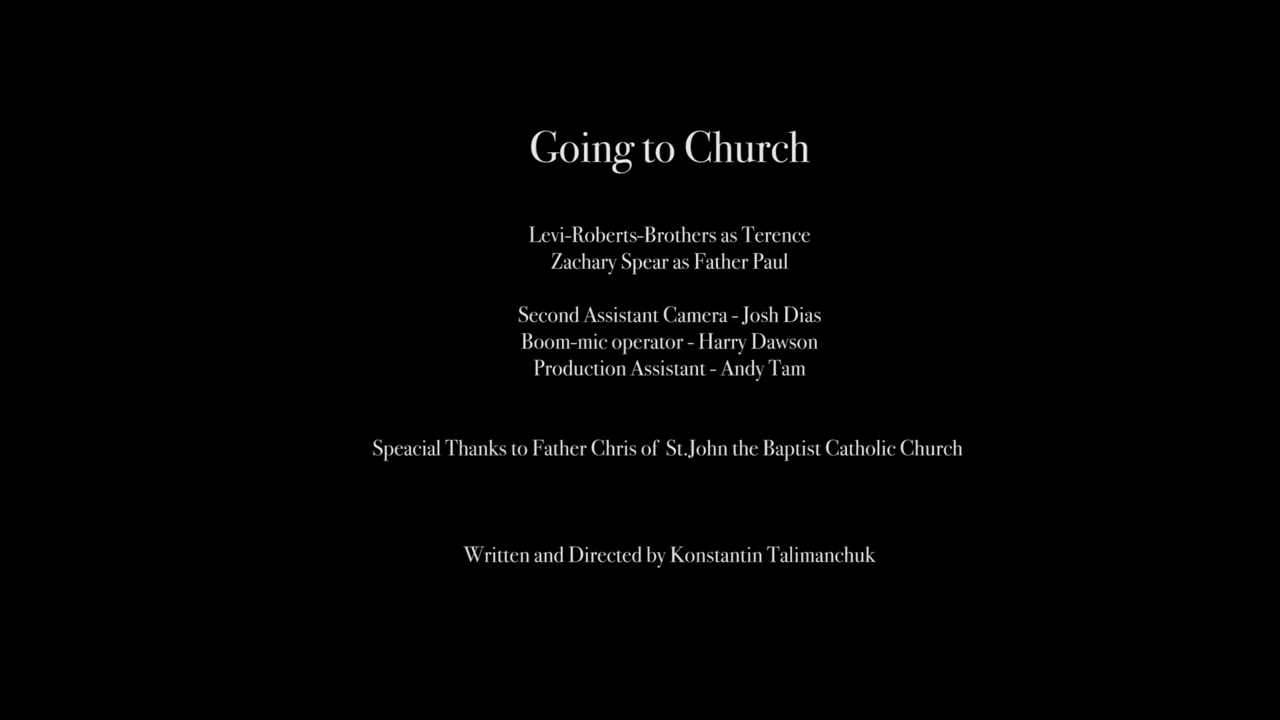 Going to Church
Levi-Roberts-Brothers as Terence
Zachary Spear as Father Paul
Second Assistant Camera - Josh Dias
Boom-mic operator - Harry Dawson
Production Assistant - Andy Tam
Speacial Thanks to Father Chris of St.John the Baptist Catholic Church
Written and Directed by Konstantin Talimanchuk